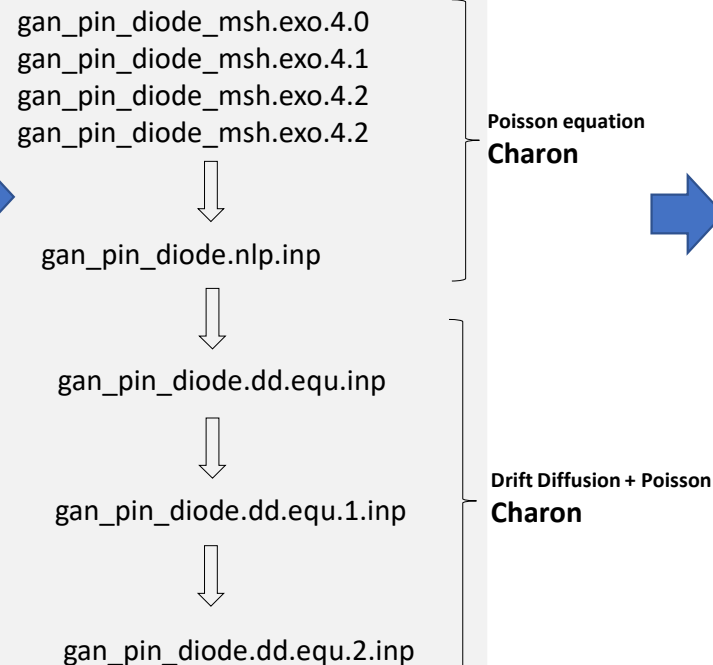 gan_pin_diode_msh.exo.4.0
gan_pin_diode_msh.exo.4.1
gan_pin_diode_msh.exo.4.2
gan_pin_diode_msh.exo.4.2
Poisson equation
Charon
gan_pin_diode.nlp.inp
gan_pin_diode.dd.equ.inp
Drift Diffusion + Poisson
Charon
gan_pin_diode.dd.equ.1.inp
gan_pin_diode.dd.equ.2.inp